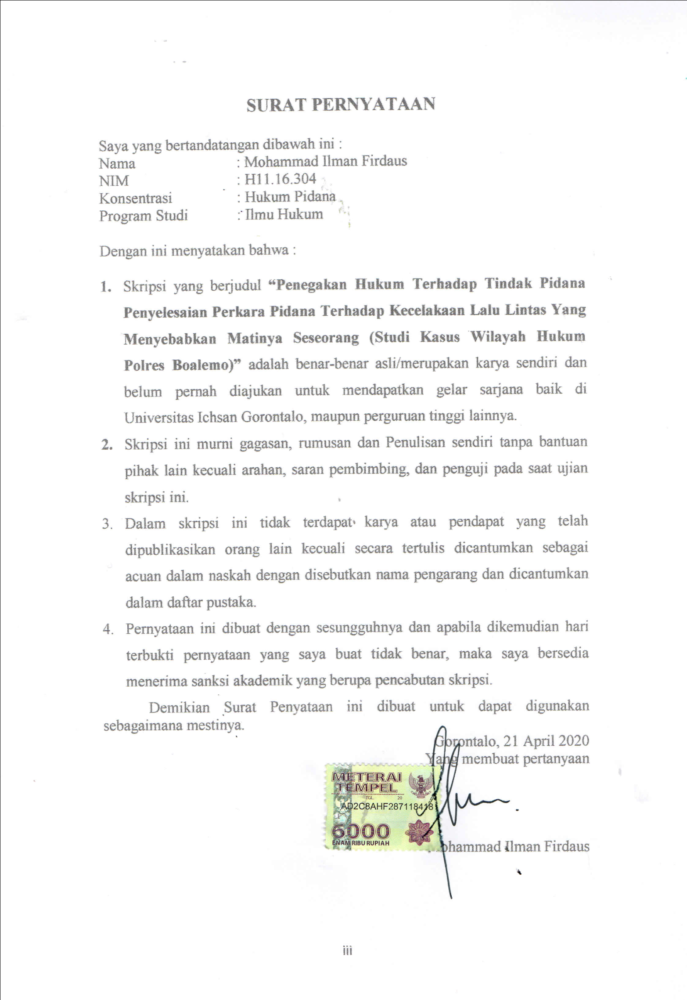 SURAT PERNYATAAN
Saya yang bertandatangan dibawah ini :
Nama : Mohammad Ilman Firdaus
NIM : H11.16.304
Konsentrasi : Hukum Pidana
Program Studi : Ilmu Hukum
Dengan ini menyatakan bahwa :
1. Skripsi yang berjudul “Penegakan Hukum Terhadap Tindak Pidana
Penyelesaian Perkara Pidana Terhadap Kecelakaan Lalu Lintas Yang
Menyebabkan Matinya Seseorang (Studi Kasus Wilayah Hukum
Polres Boalemo)” adalah benar-benar asli/merupakan karya sendiri dan
belum pernah diajukan untuk mendapatkan gelar sarjana baik di
Universitas Ichsan Gorontalo, maupun perguruan tinggi lainnya.
2. Skripsi ini murni gagasan, rumusan dan Penulisan sendiri tanpa bantuan
pihak lain kecuali arahan, saran pembimbing, dan penguji pada saat ujian
skripsi ini.
3. Dalam skripsi ini tidak terdapat karya atau pendapat yang telah
dipublikasikan orang lain kecuali secara tertulis dicantumkan sebagai
acuan dalam naskah dengan disebutkan nama pengarang dan dicantumkan
dalam daftar pustaka.
4. Pernyataan ini dibuat dengan sesungguhnya dan apabila dikemudian hari
terbukti pernyataan yang saya buat tidak benar, maka saya bersedia
menerima sanksi akademik yang berupa pencabutan skripsi.
Demikian Surat Penyataan ini dibuat untuk dapat digunakan
sebagaimana mestinya.
Gorontalo, 21 April 2020
Yang membuat pertanyaan
METERAI
TEMPEL
TGL. 20
AD2C8AHF287118418
6000
ENAM RIBU RUPIAH
ohammad Ilman Firdaus
iii